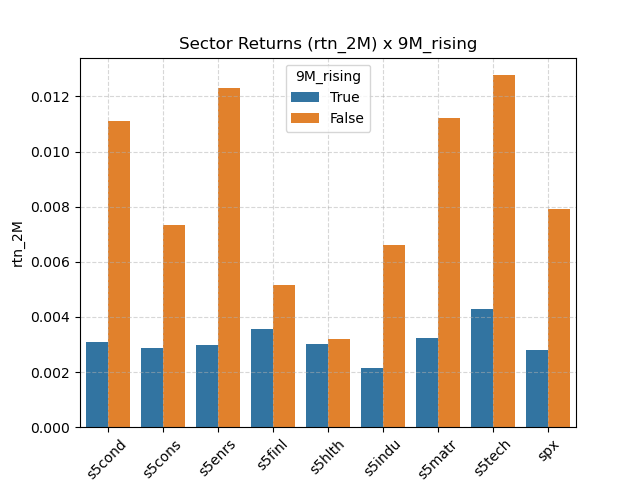 Sector Returns (rtn_2M) x 9M_rising
9M_rising
True
False
rtn_2M
0.012
0.010
0.008
0.006
0.004
0.002
0.000
s5cond
s5cons
s5enrs
s5finl
s5hlth
s5indu
s5matr
s5tech
spx